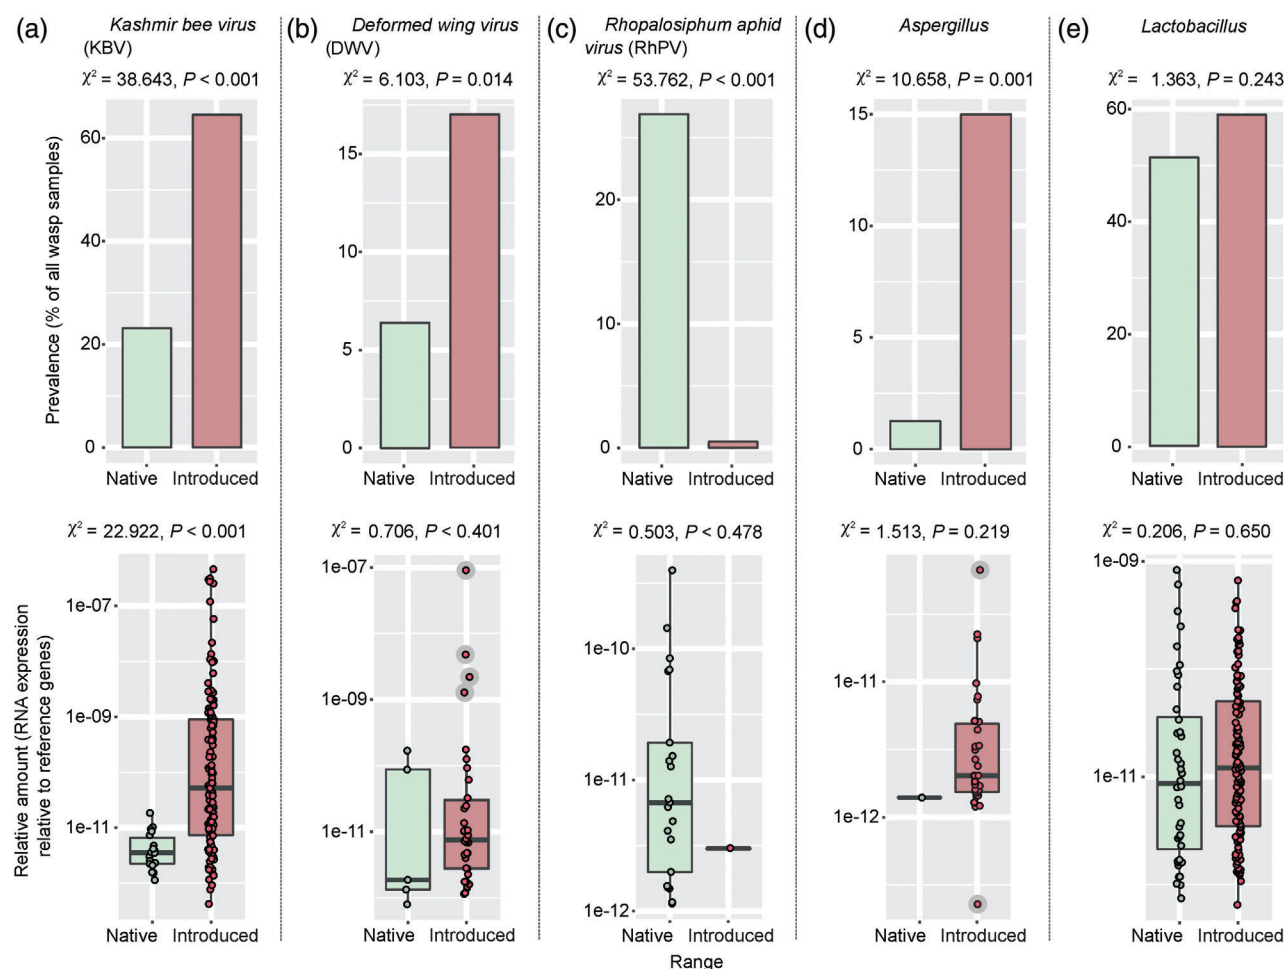 (a) Kashmir bee virus
(KBV)
χ² = 38.643, P < 0.001
Prevalence (% of all wasp samples)
60
40
20
0
Native Introduced
χ² = 22.922, P < 0.001
Relative amount (RNA expression
relative to reference genes)
1e-07
1e-09
1e-11
Native Introduced
(b) Deformed wing virus
(DWV)
χ² = 6.103, P = 0.014
15
10
5
0
Native Introduced
χ² = 0.706, P < 0.401
1e-07
1e-09
1e-11
Native Introduced
(c) Rhopalosiphum aphid
virus (RhPV)
χ² = 53.762, P < 0.001
20
10
0
Native Introduced
χ² = 0.503, P < 0.478
1e-10
1e-11
1e-12
Native Introduced
Range
(d) Aspergillus
χ² = 10.658, P = 0.001
15
10
5
0
Native Introduced
χ² = 1.513, P = 0.219
1e-11
1e-12
Native Introduced
(e) Lactobacillus
χ² = 1.363, P = 0.243
60
40
20
0
Native Introduced
χ² = 0.206, P = 0.650
1e-09
1e-11
Native Introduced